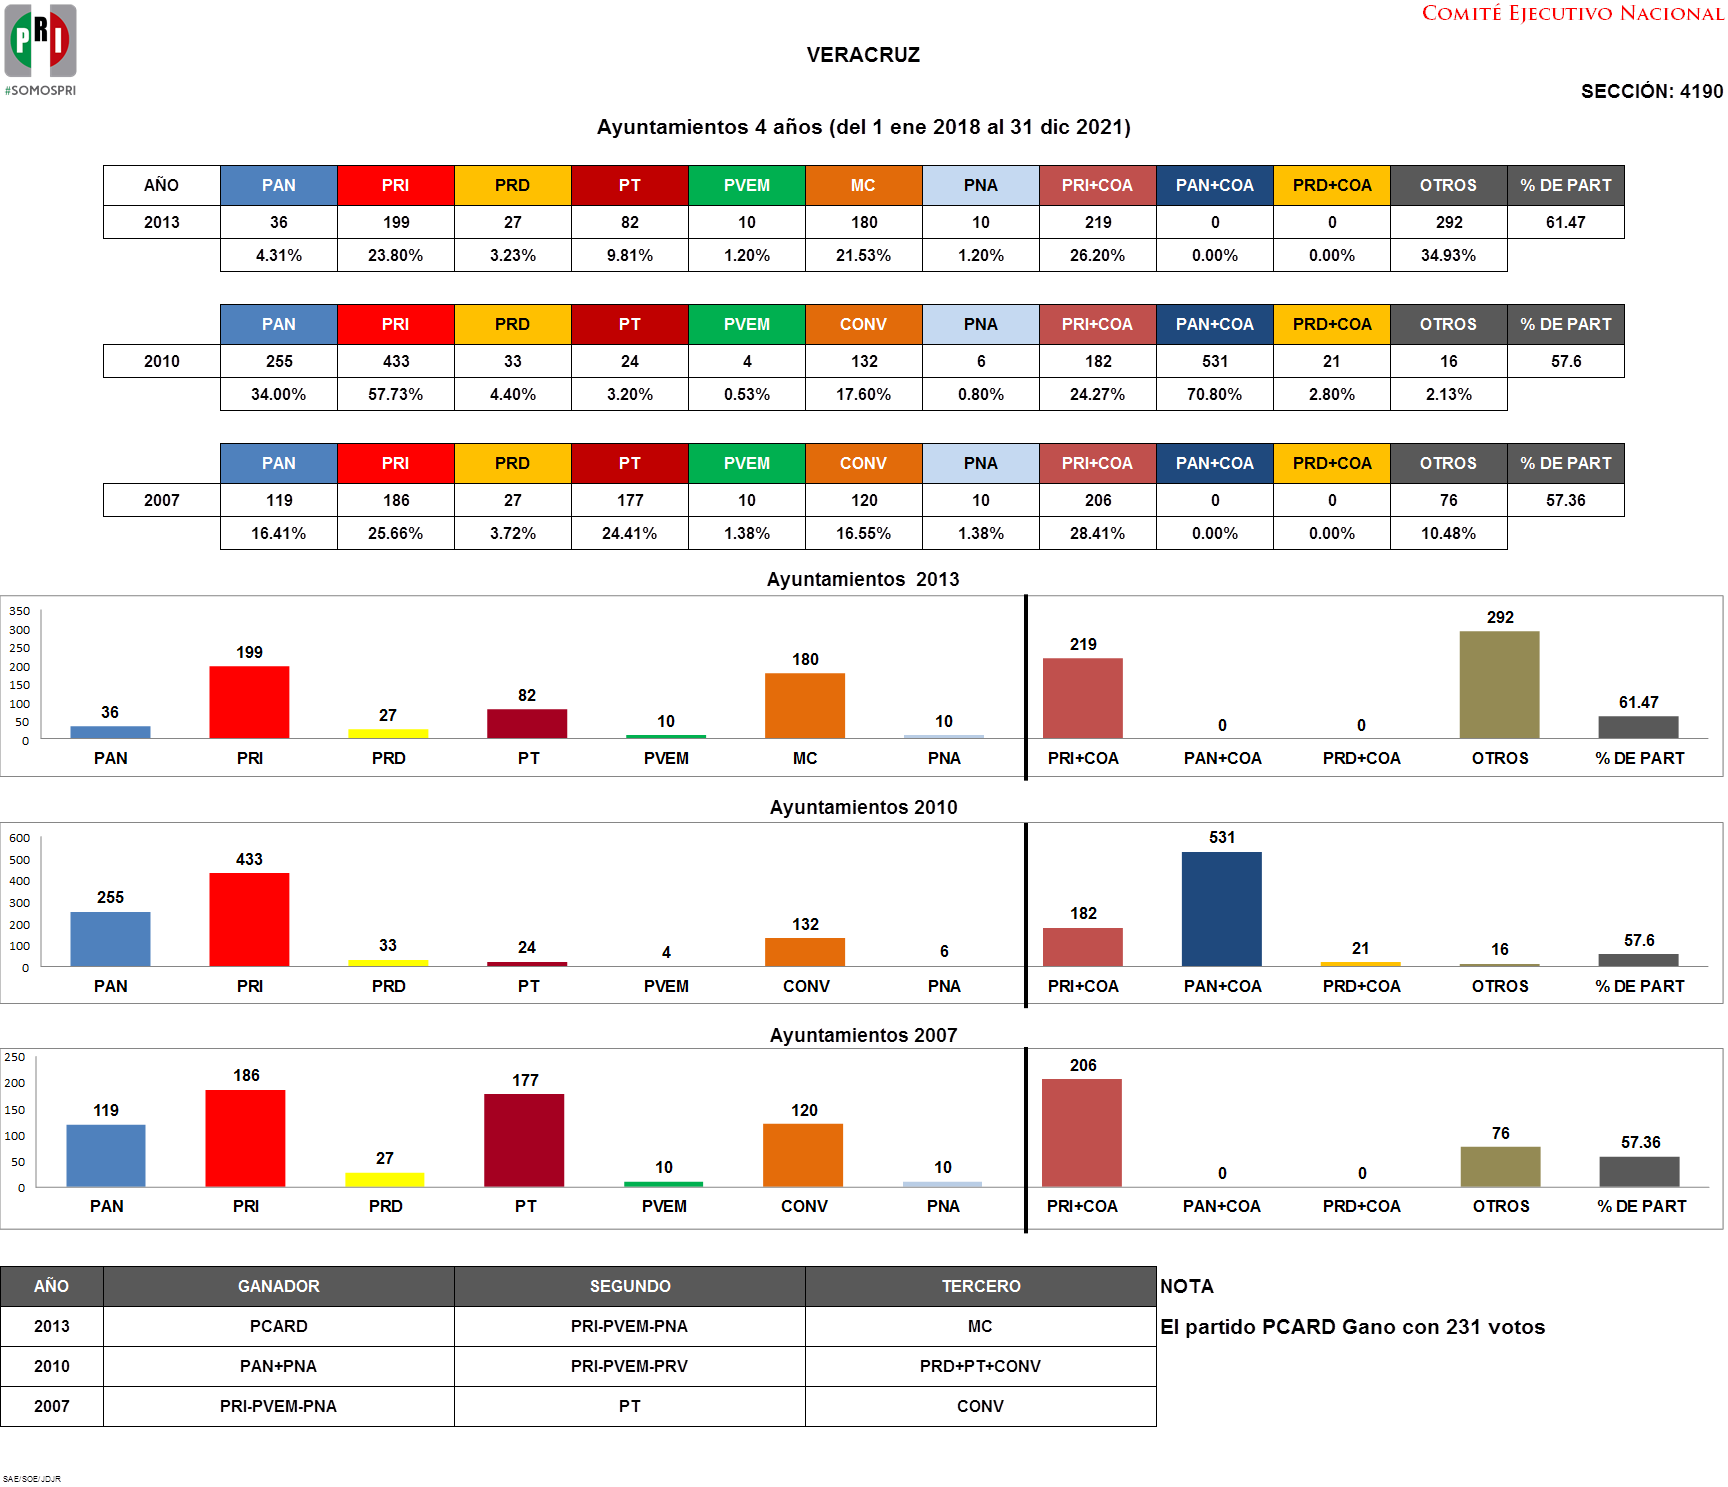 COMITÉ EJECUTIVO NACIONAL
PRI
#SOMOSPRI
VERACRUZ
SECCIÓN: 4190
Ayuntamientos 4 años (del 1 ene 2018 al 31 dic 2021)
AÑO PAN PRI PRD PT PVEM MC PNA PRI+COA PAN+COA PRD+COA OTROS % DE PART
2013 36 199 27 82 10 180 10 219 0 0 292 61.47
4.31% 23.80% 3.23% 9.81% 1.20% 21.53% 1.20% 26.20% 0.00% 0.00% 34.93%
PAN PRI PRD PT PVEM CONV PNA PRI+COA PAN+COA PRD+COA OTROS % DE PART
2010 255 433 33 24 4 132 6 182 531 21 16 57.6
34.00% 57.73% 4.40% 3.20% 0.53% 17.60% 0.80% 24.27% 70.80% 2.80% 2.13%
PAN PRI PRD PT PVEM CONV PNA PRI+COA PAN+COA PRD+COA OTROS % DE PART
2007 119 186 27 177 10 120 10 206 0 0 76 57.36
16.41% 25.66% 3.72% 24.41% 1.38% 16.55% 1.38% 28.41% 0.00% 0.00% 10.48%
Ayuntamientos 2013
350
300
250
200
150
100
50
0
36 199 27 82 10 180 10 219 0 0 292 61.47
PAN PRI PRD PT PVEM MC PNA PRI+COA PAN+COA PRD+COA OTROS % DE PART
Ayuntamientos 2010
600
500
400
300
200
100
0
255 433 33 24 4 132 6 182 531 21 16 57.6
PAN PRI PRD PT PVEM CONV PNA PRI+COA PAN+COA PRD+COA OTROS % DE PART
Ayuntamientos 2007
250
200
150
100
50
0
119 186 27 177 10 120 10 206 0 0 76 57.36
PAN PRI PRD PT PVEM CONV PNA PRI+COA PAN+COA PRD+COA OTROS % DE PART
AÑO GANADOR SEGUNDO TERCERO NOTA
2013 PCARD PRI-PVEM-PNA MC El partido PCARD Gano con 231 votos
2010 PAN+PNA PRI-PVEM-PRV PRD+PT+CONV
2007 PRI-PVEM-PNA PT CONV
SAE/SOE/JDJR